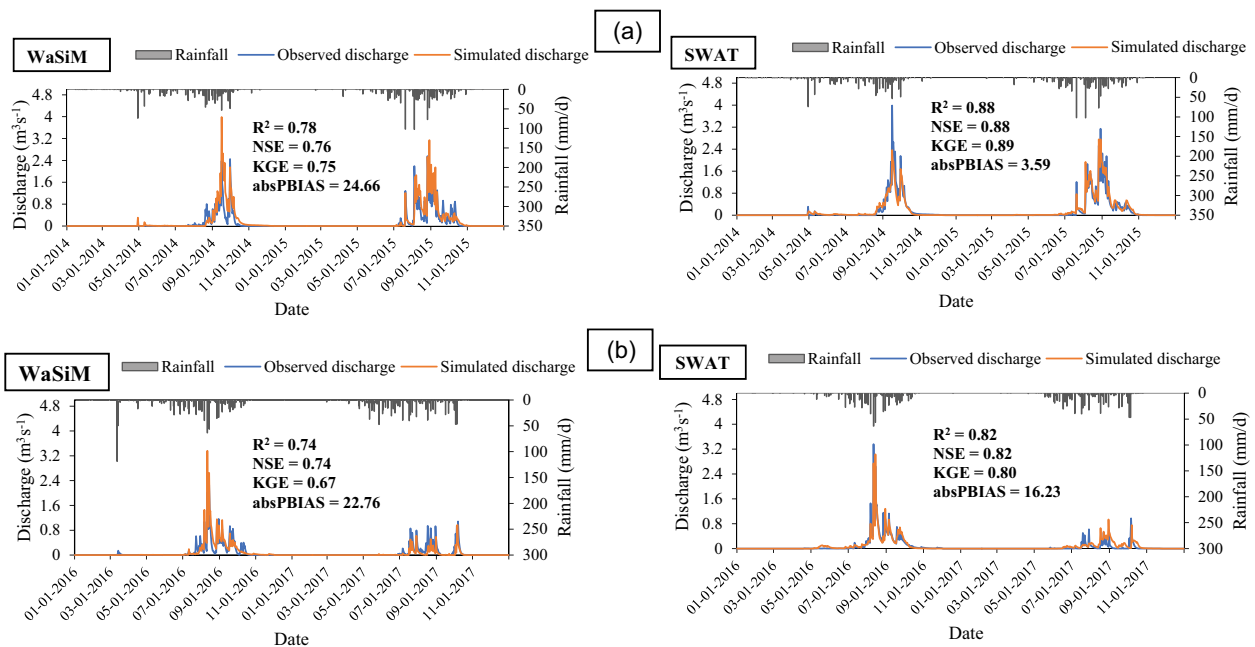 (a)
WaSiM
Rainfall Observed discharge Simulated discharge
Discharge (m³s⁻¹)
4.8
4
3.2
2.4
1.6
0.8
0
R² = 0.78
NSE = 0.76
KGE = 0.75
absPBIAS = 24.66
0
50
100
150
200
250
300
350
Rainfall (mm/d)
01-01-2014
03-01-2014
05-01-2014
07-01-2014
09-01-2014
11-01-2014
01-01-2015
03-01-2015
05-01-2015
07-01-2015
09-01-2015
11-01-2015
Date
SWAT
Rainfall Observed discharge Simulated discharge
Discharge (m³s⁻¹)
4.8
4
3.2
2.4
1.6
0.8
0
R² = 0.88
NSE = 0.88
KGE = 0.89
absPBIAS = 3.59
0
50
100
150
200
250
300
350
Rainfall (mm/d)
01-01-2014
03-01-2014
05-01-2014
07-01-2014
09-01-2014
11-01-2014
01-01-2015
03-01-2015
05-01-2015
07-01-2015
09-01-2015
11-01-2015
Date
(b)
WaSiM
Rainfall Observed discharge Simulated discharge
Discharge (m³s⁻¹)
4.8
4
3.2
2.4
1.6
0.8
0
R² = 0.74
NSE = 0.74
KGE = 0.67
absPBIAS = 22.76
0
50
100
150
200
250
300
Rainfall (mm/d)
01-01-2016
03-01-2016
05-01-2016
07-01-2016
09-01-2016
11-01-2016
01-01-2017
03-01-2017
05-01-2017
07-01-2017
09-01-2017
11-01-2017
Date
SWAT
Rainfall Observed discharge Simulated discharge
Discharge (m³s⁻¹)
4.8
4
3.2
2.4
1.6
0.8
0
R² = 0.82
NSE = 0.82
KGE = 0.80
absPBIAS = 16.23
0
50
100
150
200
250
300
Rainfall (mm/d)
01-01-2016
03-01-2016
05-01-2016
07-01-2016
09-01-2016
11-01-2016
01-01-2017
03-01-2017
05-01-2017
07-01-2017
09-01-2017
11-01-2017
Date